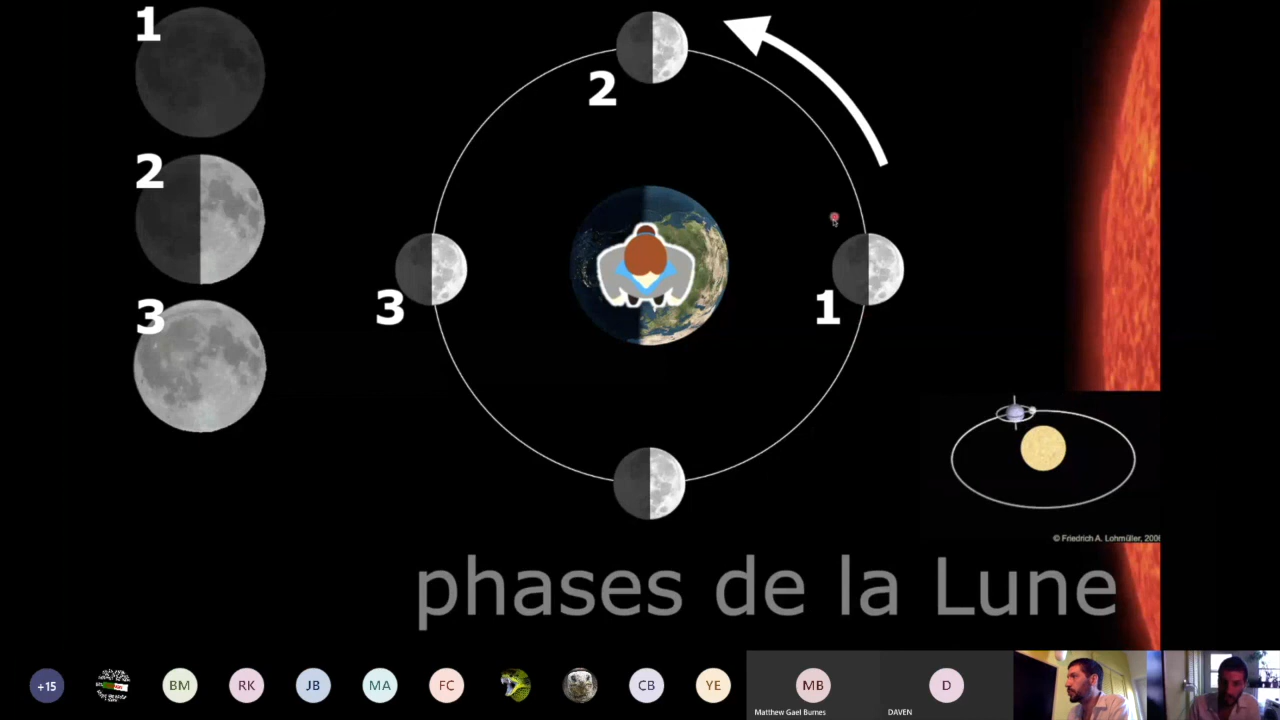 1
2
3
2
3
1
© Friedrich A. Lohmüller, 2006
phases de la Lune
+15
BM
RK
JB
MA
FC
CB
YE
MB
Matthew Gael Burnes
D
DAVEN